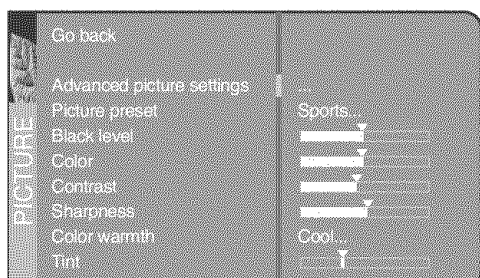 PICTURE
Go back
Advanced picture settings ...
Picture preset Sports...
Black level
Color
Contrast
Sharpness
Color warmth Cool...
Tint